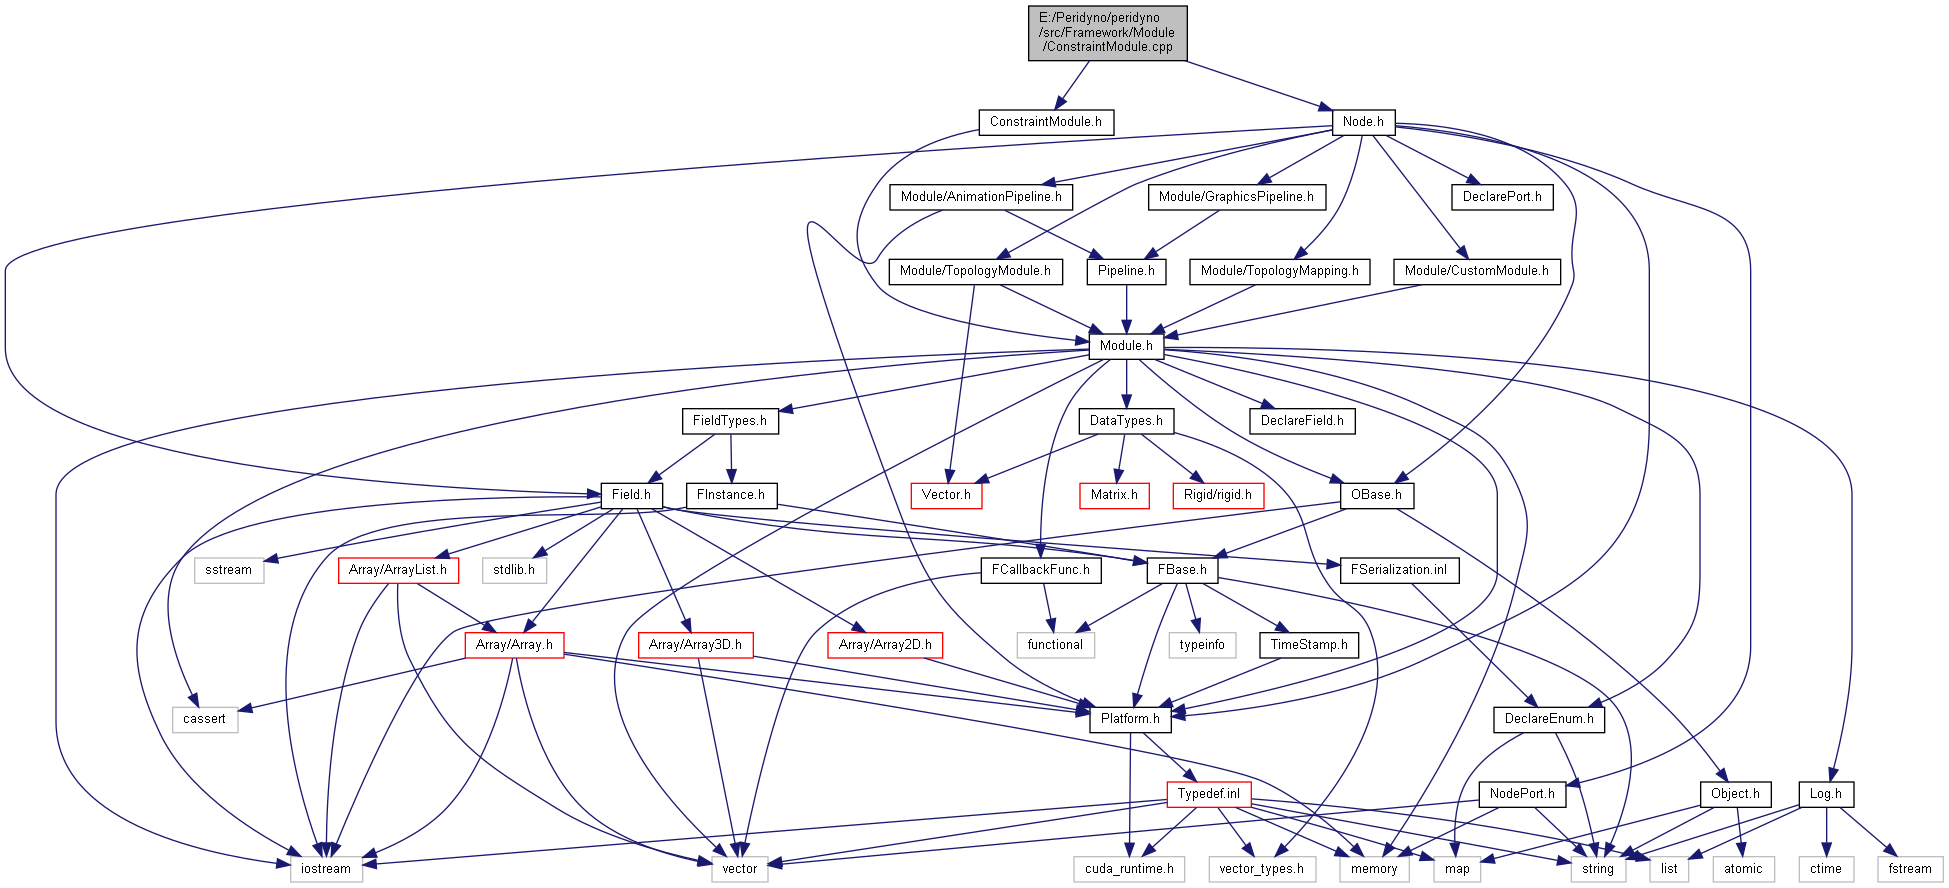 E:/Peridyno/peridyno
/src/Framework/Module
/ConstraintModule.cpp
ConstraintModule.h
Node.h
Module/AnimationPipeline.h
Module/GraphicsPipeline.h
DeclarePort.h
Module/TopologyModule.h
Pipeline.h
Module/TopologyMapping.h
Module/CustomModule.h
Module.h
FieldTypes.h
DataTypes.h
DeclareField.h
Field.h
FInstance.h
Vector.h
Matrix.h
Rigid/rigid.h
OBase.h
sstream
Array/ArrayList.h
stdlib.h
FCallbackFunc.h
FBase.h
FSerialization.inl
Array/Array.h
Array/Array3D.h
Array/Array2D.h
functional
typeinfo
TimeStamp.h
cassert
Platform.h
DeclareEnum.h
Typedef.inl
NodePort.h
Object.h
Log.h
iostream
vector
cuda_runtime.h
vector_types.h
memory
map
string
list
atomic
ctime
fstream